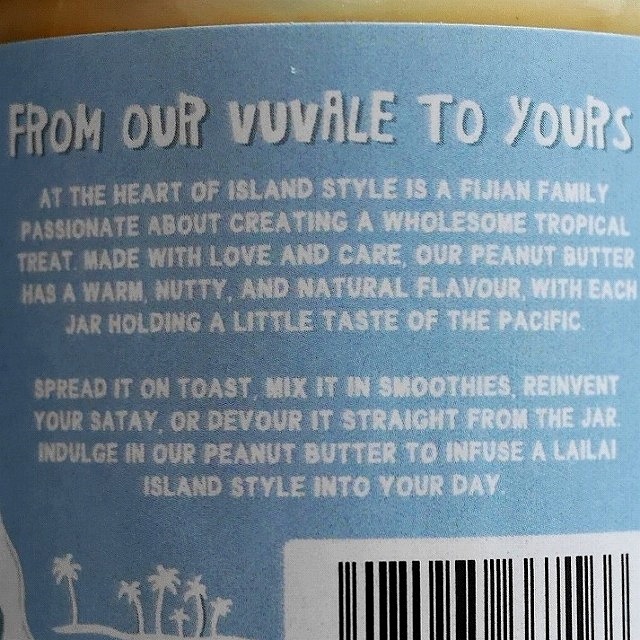 FROM OUR VUVALE TO YOURS
AT THE HEART OF ISLAND STYLE IS A FIJIAN FAMILY
PASSIONATE ABOUT CREATING A WHOLESOME TROPICAL
TREAT. MADE WITH LOVE AND CARE, OUR PEANUT BUTTER
HAS A WARM, NUTTY, AND NATURAL FLAVOUR, WITH EACH
JAR HOLDING A LITTLE TASTE OF THE PACIFIC.
SPREAD IT ON TOAST, MIX IT IN SMOOTHIES, REINVENT
YOUR SATAY, OR DEVOUR IT STRAIGHT FROM THE JAR.
INDULGE IN OUR PEANUT BUTTER TO INFUSE A LAILAI
ISLAND STYLE INTO YOUR DAY.